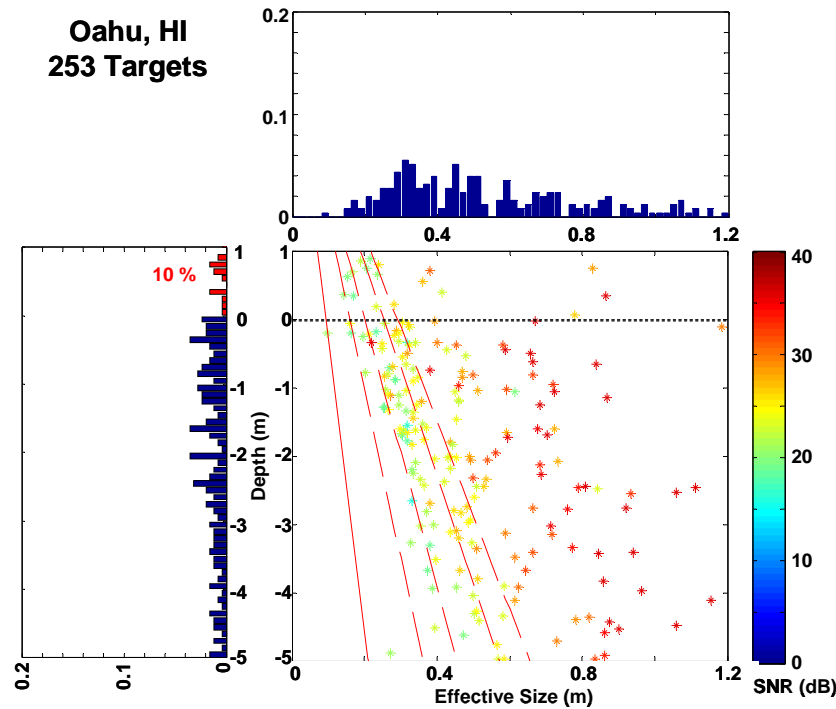 Oahu, HI
253 Targets
0.2
0.1
0
0 0.4 0.8 1.2
10 %
1
0
-1
-2
-3
-4
-5
Depth (m)
0.2 0.1 0
1
0
-1
-2
-3
-4
-5
0 0.4 0.8 1.2
Effective Size (m)
40
30
20
10
0
SNR (dB)